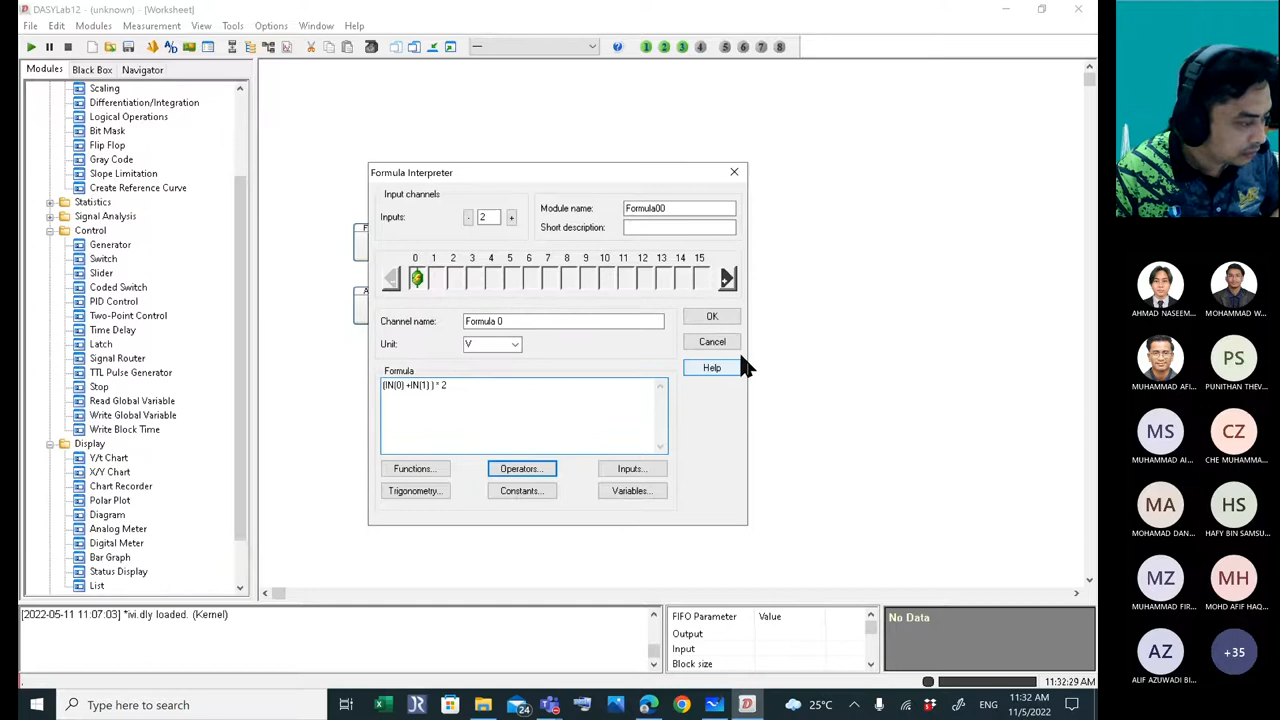 DASYLab12 - (unknown) - [Worksheet]
File Edit Modules Measurement View Tools Options Window Help
1 2 3 4 5 6 7 8
Modules Black Box Navigator
Scaling
Differentiation/Integration
Logical Operations
Bit Mask
Flip Flop
Gray Code
Slope Limitation
Create Reference Curve
Statistics
Signal Analysis
Control
Generator
Switch
Slider
Coded Switch
PID Control
Two-Point Control
Time Delay
Latch
Signal Router
TTL Pulse Generator
Stop
Read Global Variable
Write Global Variable
Write Block Time
Display
Y/t Chart
X/Y Chart
Chart Recorder
Polar Plot
Diagram
Analog Meter
Digital Meter
Bar Graph
Status Display
List
Formula Interpreter
Input channels
Inputs: - 2 +
Module name: Formula00
Short description:
0 1 2 3 4 5 6 7 8 9 10 11 12 13 14 15
Channel name: Formula 0
Unit: V
OK
Cancel
Help
Formula
(IN(0) +IN(1) ) * 2
Functions... Operators... Inputs...
Trigonometry... Constants... Variables...
[2022-05-11 11:07:03] *ivi.dly loaded. (Kernel)
FIFO Parameter Value
Output
Input
Block size
No Data
11:32:29 AM
Type here to search
24
25°C
ENG
11:32 AM
11/5/2022
AHMAD NASEEM... MOHAMMAD W...
MUHAMMAD AFI... PS PUNITHAN THEV...
MS CZ
MUHAMMAD AI... CHE MUHAMMA...
MA HS
MOHAMAD DAN... HAFY BIN SAMSU...
MZ MH
MUHAMMAD FIR... MOHD AFIF HAQ...
AZ +35
ALIF AZUWADI BI...